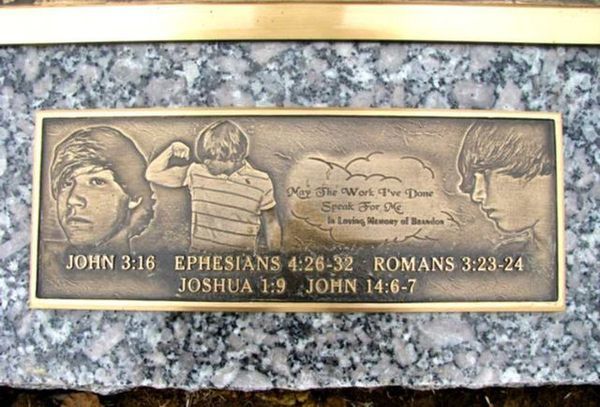 May The Work I've Done
Speak For Me
In Loving Memory of Brandon
JOHN 3:16 EPHESIANS 4:26-32 ROMANS 3:23-24
JOSHUA 1:9 JOHN 14:6-7